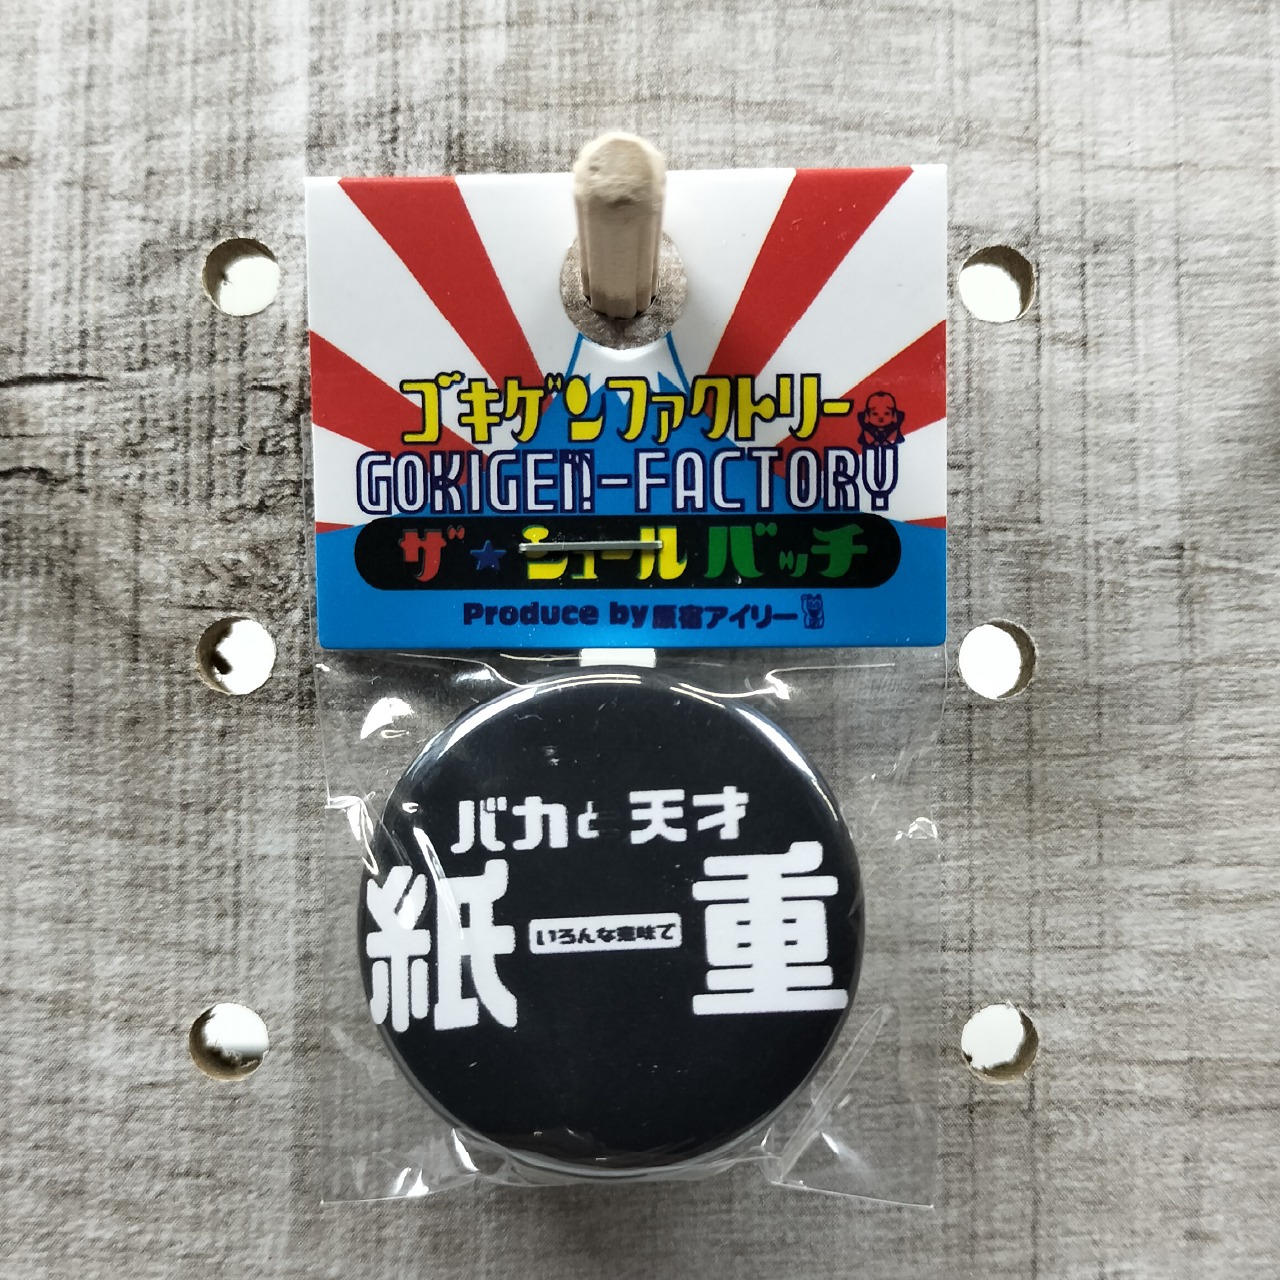 ゴキゲンファクトリー
GOKIGEN-FACTORY
ザ★シュールバッチ
Produce by 原宿アイリー
バカと天才
紙一重
いろんな意味で